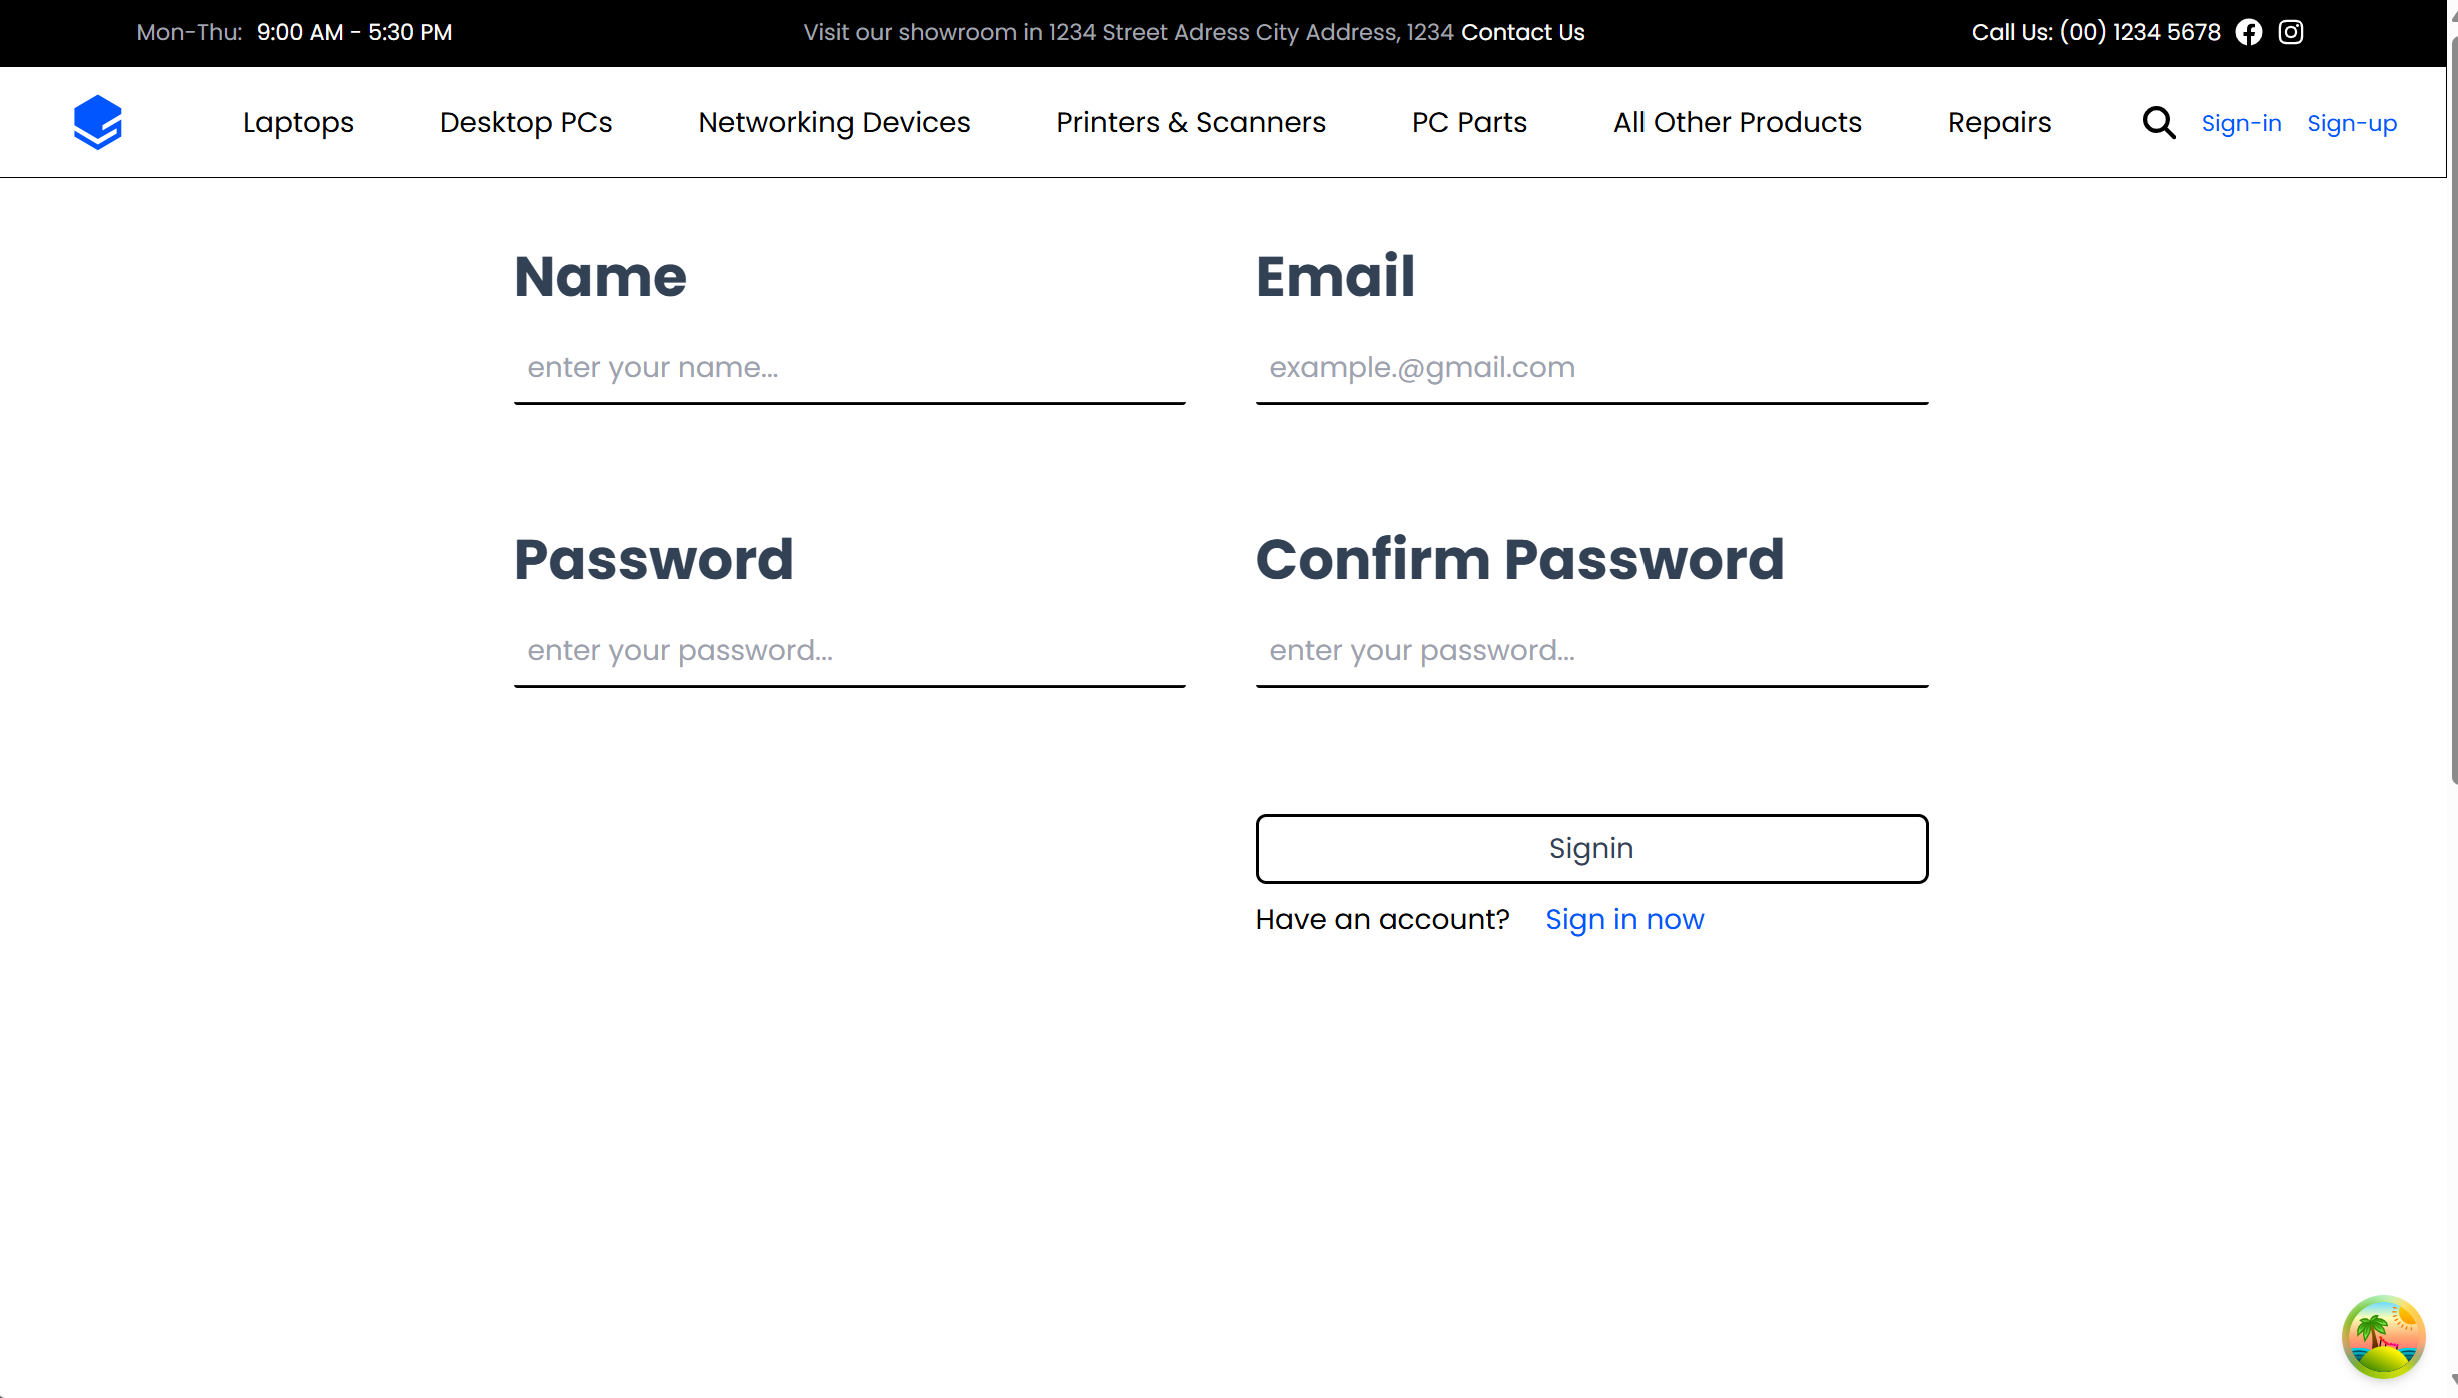 Mon-Thu: 9:00 AM - 5:30 PM
Visit our showroom in 1234 Street Adress City Address, 1234 Contact Us
Call Us: (00) 1234 5678
Laptops Desktop PCs Networking Devices Printers & Scanners PC Parts All Other Products Repairs Sign-in Sign-up
Name
enter your name...
Email
example.@gmail.com
Password
enter your password...
Confirm Password
enter your password...
Signin
Have an account? Sign in now